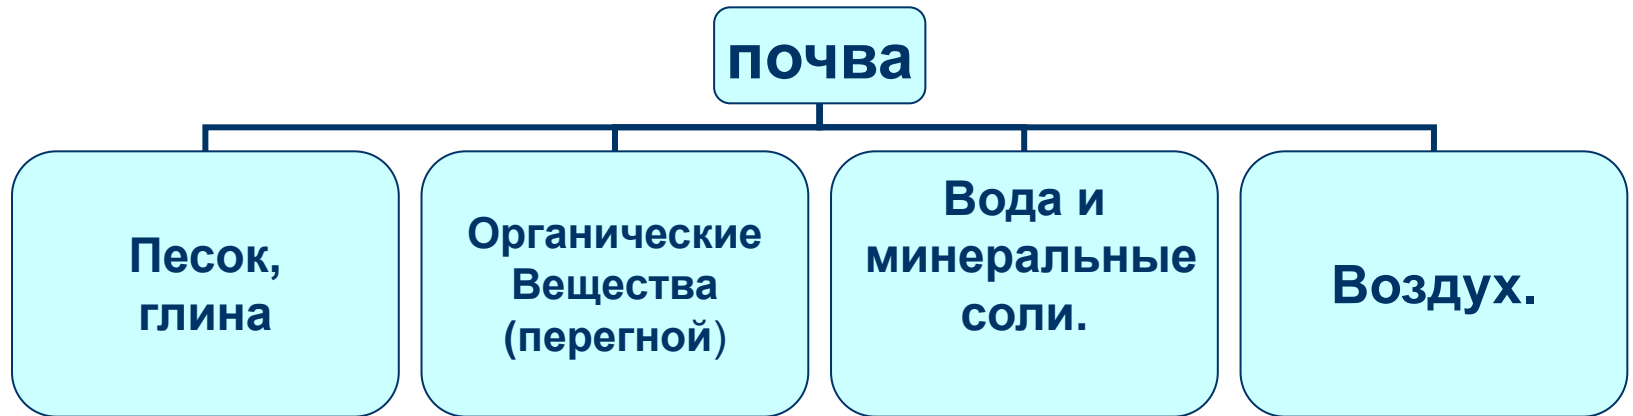 почва
Песок,
глина
Органические
Вещества
(перегной)
Вода и
минеральные
соли.
Воздух.